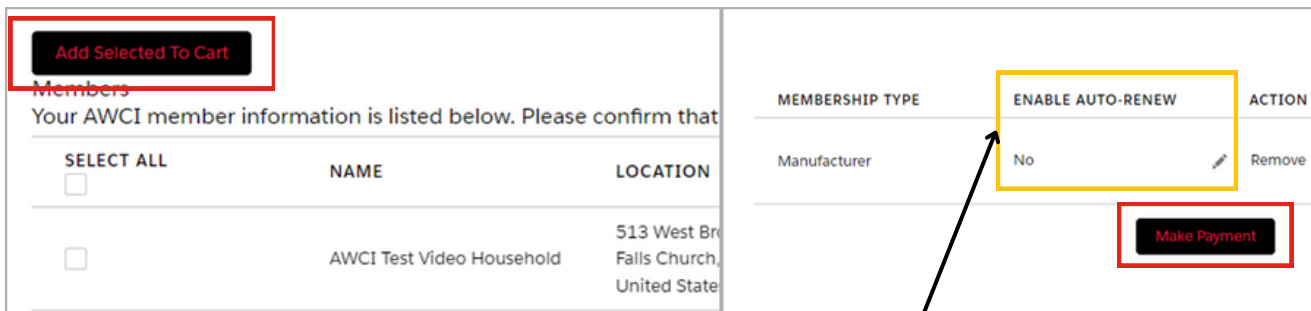 Add Selected To Cart
Members
Your AWCI member information is listed below. Please confirm that
SELECT ALL
NAME
LOCATION
AWCI Test Video Household
513 West Bro
Falls Church,
United State
MEMBERSHIP TYPE
ENABLE AUTO-RENEW
ACTION
Manufacturer
No
Remove
Make Payment